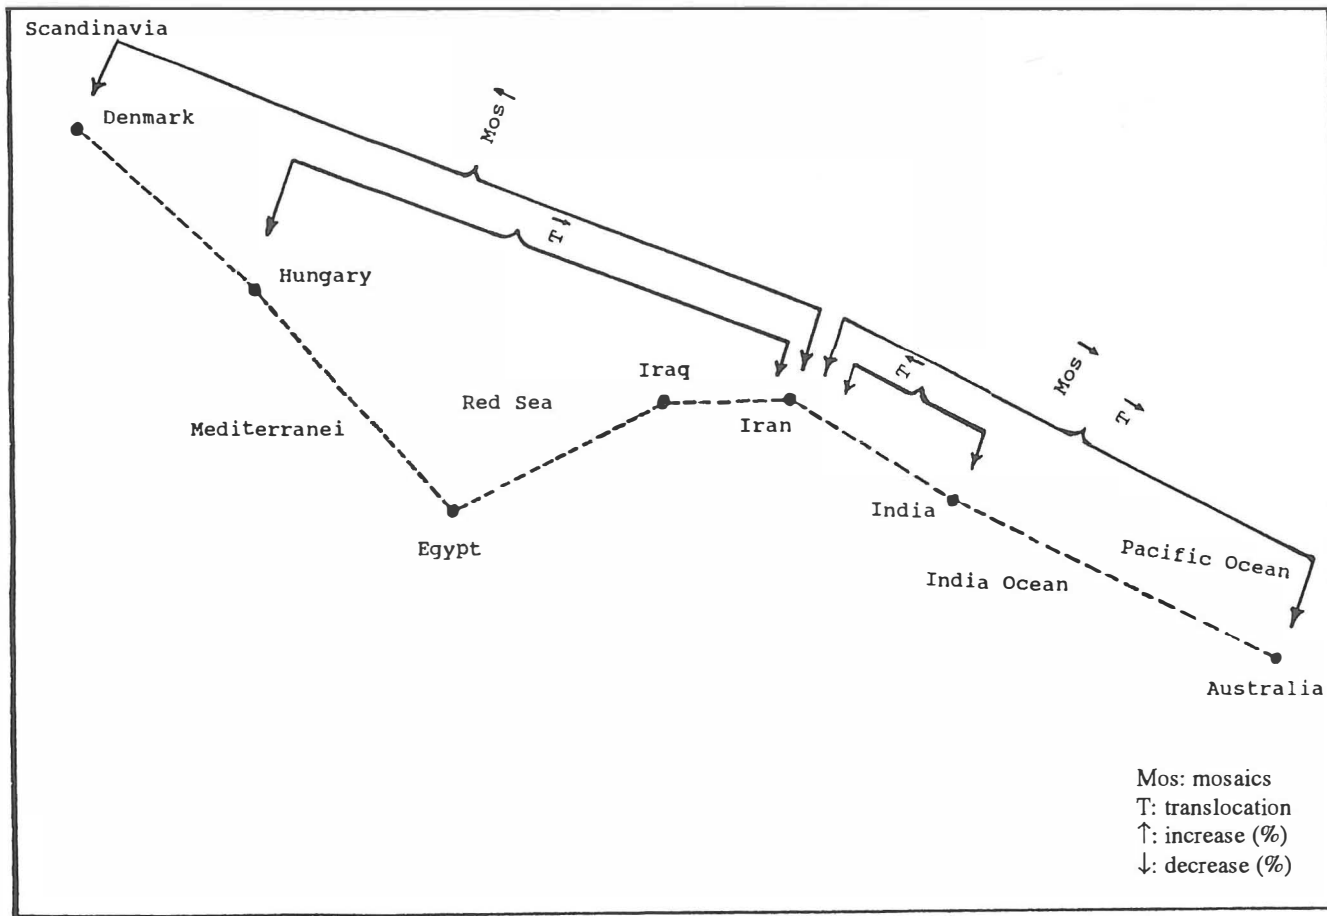 Scandinavia
Denmark
Mos ↑
T ↓
Hungary
Iraq
Red Sea
Mediterranei
Iran
T ↑
Mos ↓
T ↓
India
Egypt
Pacific Ocean
India Ocean
Australia
Mos: mosaics
T: translocation
↑: increase (%)
↓: decrease (%)